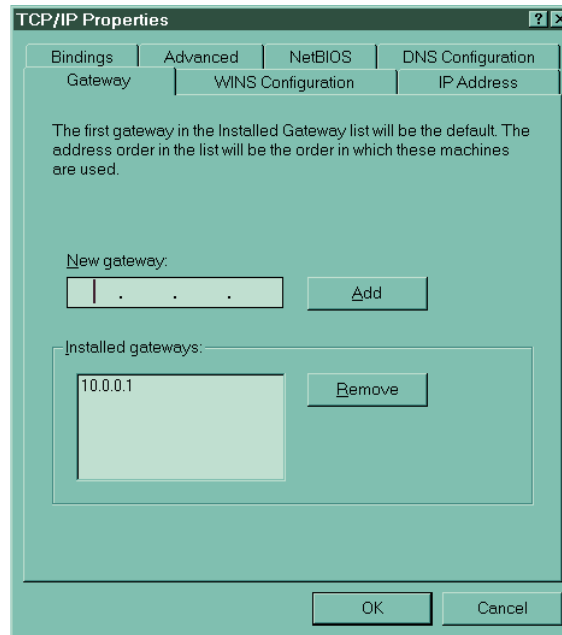 TCP/IP Properties
Bindings Advanced NetBIOS DNS Configuration
Gateway WINS Configuration IP Address
The first gateway in the Installed Gateway list will be the default. The
address order in the list will be the order in which these machines
are used.
New gateway:
. . .
Add
Installed gateways:
10.0.0.1
Remove
OK Cancel